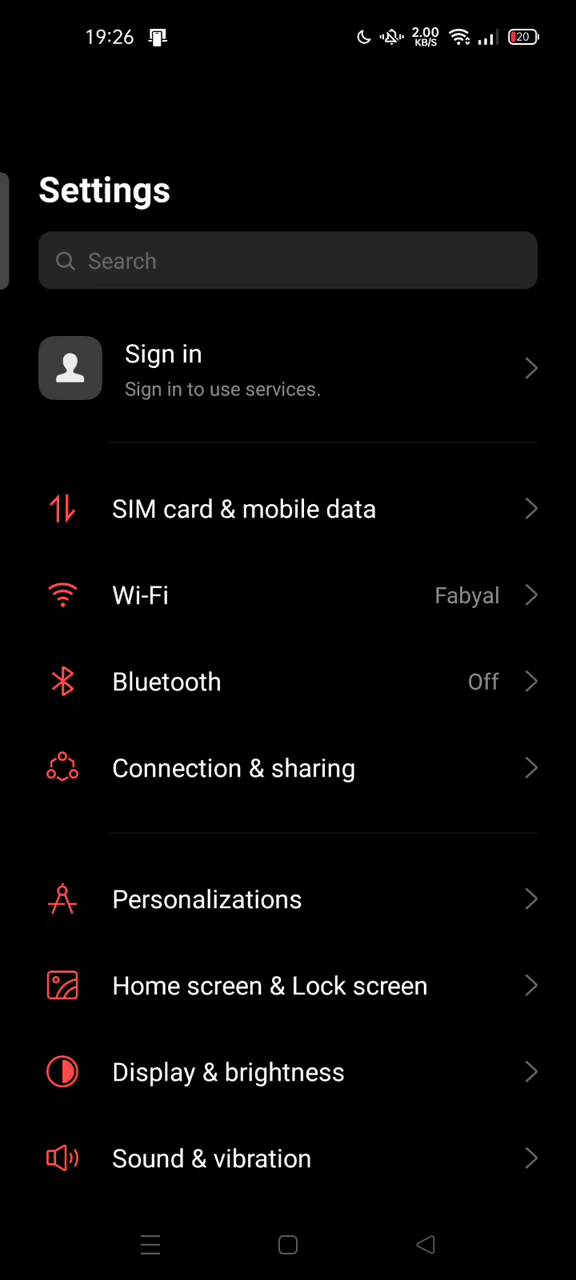 19:26
2.00
KB/S
20
Settings
Search
Sign in
Sign in to use services.
SIM card & mobile data
Wi-Fi
Fabyal
Bluetooth
Off
Connection & sharing
Personalizations
Home screen & Lock screen
Display & brightness
Sound & vibration